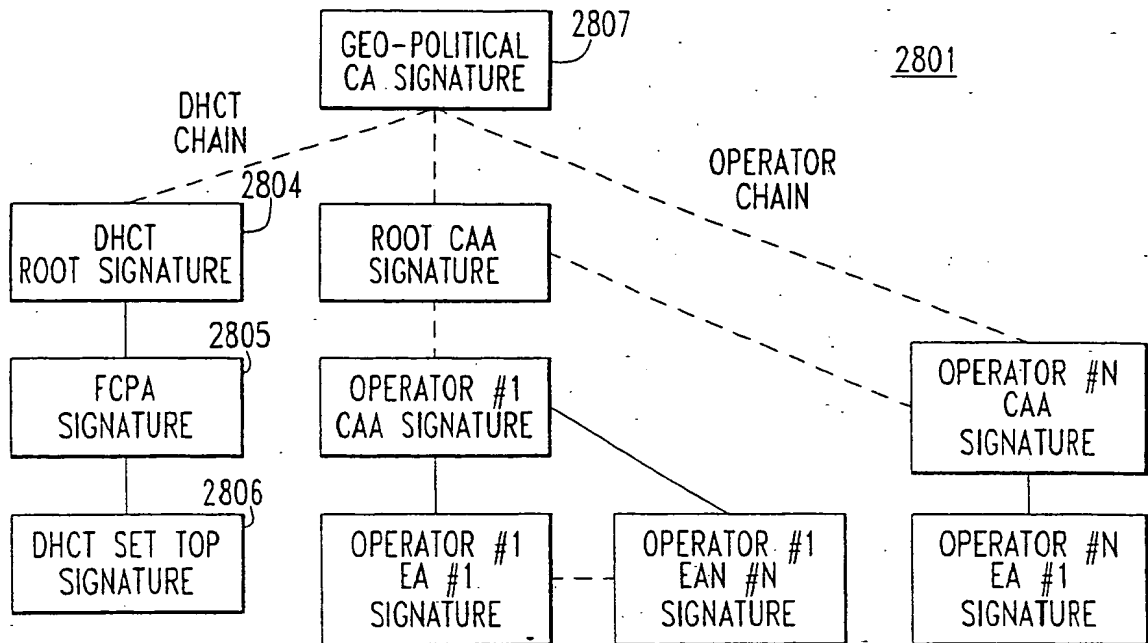 GEO-POLITICAL
CA SIGNATURE
2807
2801
DHCT
CHAIN
OPERATOR
CHAIN
2804
DHCT
ROOT SIGNATURE
ROOT CAA
SIGNATURE
2805
FCPA
SIGNATURE
OPERATOR #1
CAA SIGNATURE
OPERATOR #N
CAA
SIGNATURE
2806
DHCT SET TOP
SIGNATURE
OPERATOR #1
EA #1
SIGNATURE
OPERATOR #1
EAN #N
SIGNATURE
OPERATOR #N
EA #1
SIGNATURE